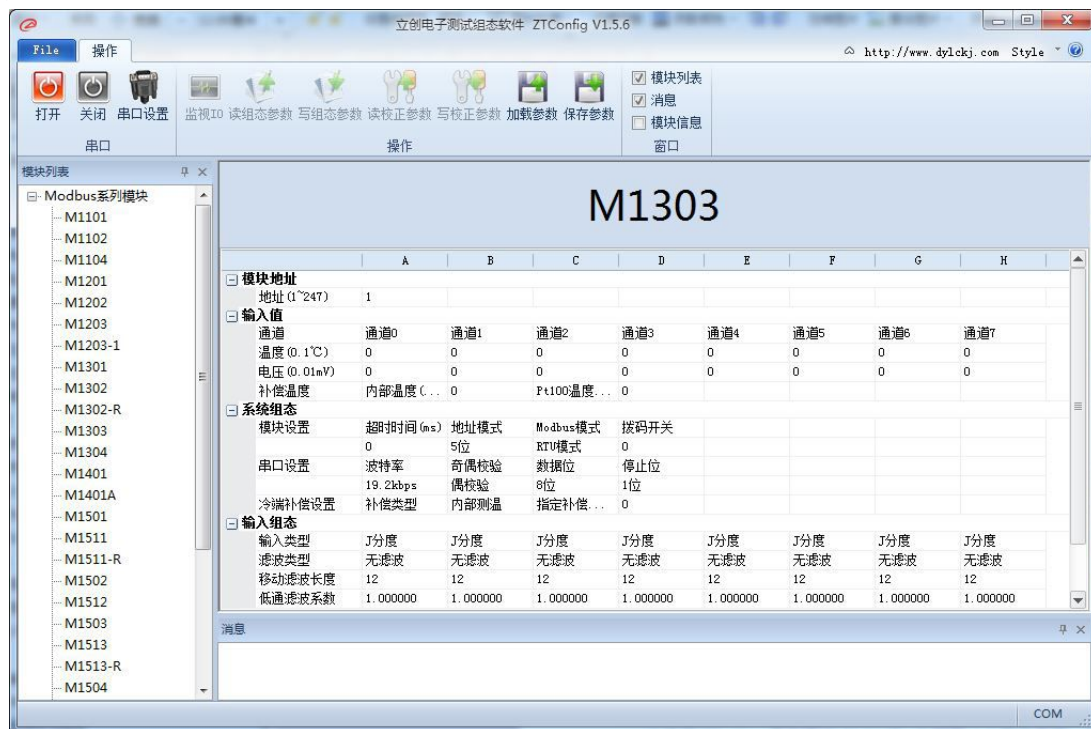 立创电子测试组态软件 ZTConfig V1.5.6
File 操作 http://www.dylckj.com Style
打开 关闭 串口设置 监视IO 读组态参数 写组态参数 读校正参数 写校正参数 加载参数 保存参数
模块列表
消息
模块信息
串口 操作 窗口
模块列表
Modbus系列模块
M1101
M1102
M1104
M1201
M1202
M1203
M1203-1
M1301
M1302
M1302-R
M1303
M1304
M1401
M1401A
M1501
M1511
M1511-R
M1502
M1512
M1503
M1513
M1513-R
M1504
M1303
A B C D E F G H
模块地址
地址(1~247) 1
输入值
通道 通道0 通道1 通道2 通道3 通道4 通道5 通道6 通道7
温度(0.1℃) 0 0 0 0 0 0 0 0
电压(0.01mV) 0 0 0 0 0 0 0 0
补偿温度 内部温度(... 0 Pt100温度... 0
系统组态
模块设置 超时时间(ms) 地址模式 Modbus模式 拨码开关
0 5位 RTU模式 0
串口设置 波特率 奇偶校验 数据位 停止位
19.2kbps 偶校验 8位 1位
冷端补偿设置 补偿类型 内部测温 指定补偿... 0
输入组态
输入类型 J分度 J分度 J分度 J分度 J分度 J分度 J分度 J分度
滤波类型 无滤波 无滤波 无滤波 无滤波 无滤波 无滤波 无滤波 无滤波
移动滤波长度 12 12 12 12 12 12 12 12
低通滤波系数 1.000000 1.000000 1.000000 1.000000 1.000000 1.000000 1.000000 1.000000
消息
COM